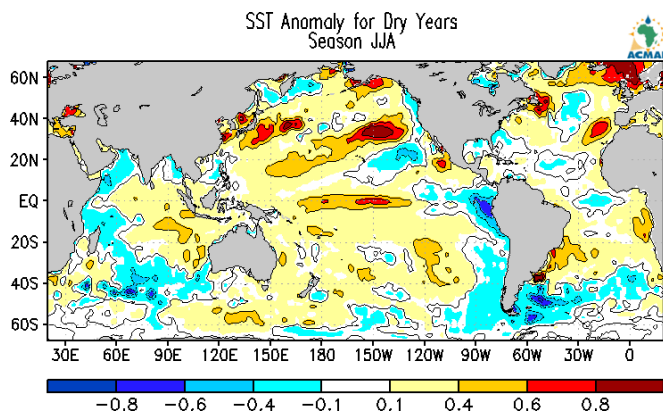 SST Anomaly for Dry Years
Season JJA
ACMAD
60N
40N
20N
EQ
20S
40S
60S
30E 60E 90E 120E 150E 180 150W 120W 90W 60W 30W 0
−0.8 −0.6 −0.4 −0.1 0.1 0.4 0.6 0.8